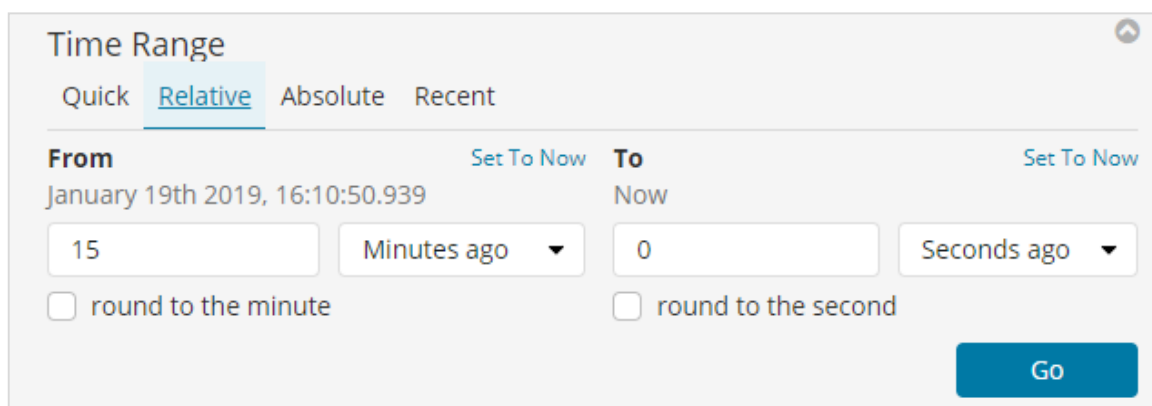 Time Range
Quick Relative Absolute Recent
From Set To Now To Set To Now
January 19th 2019, 16:10:50.939 Now
15 Minutes ago 0 Seconds ago
round to the minute round to the second
Go